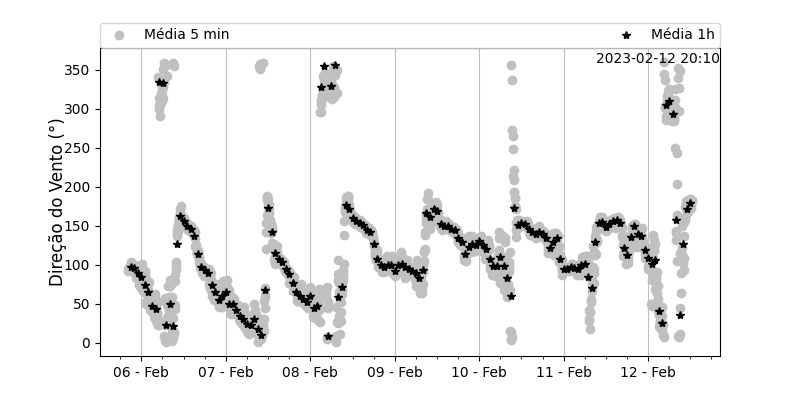 Média 5 min
Média 1h
2023-02-12 20:10
Direção do Vento (°)
350
300
250
200
150
100
50
0
06 - Feb
07 - Feb
08 - Feb
09 - Feb
10 - Feb
11 - Feb
12 - Feb